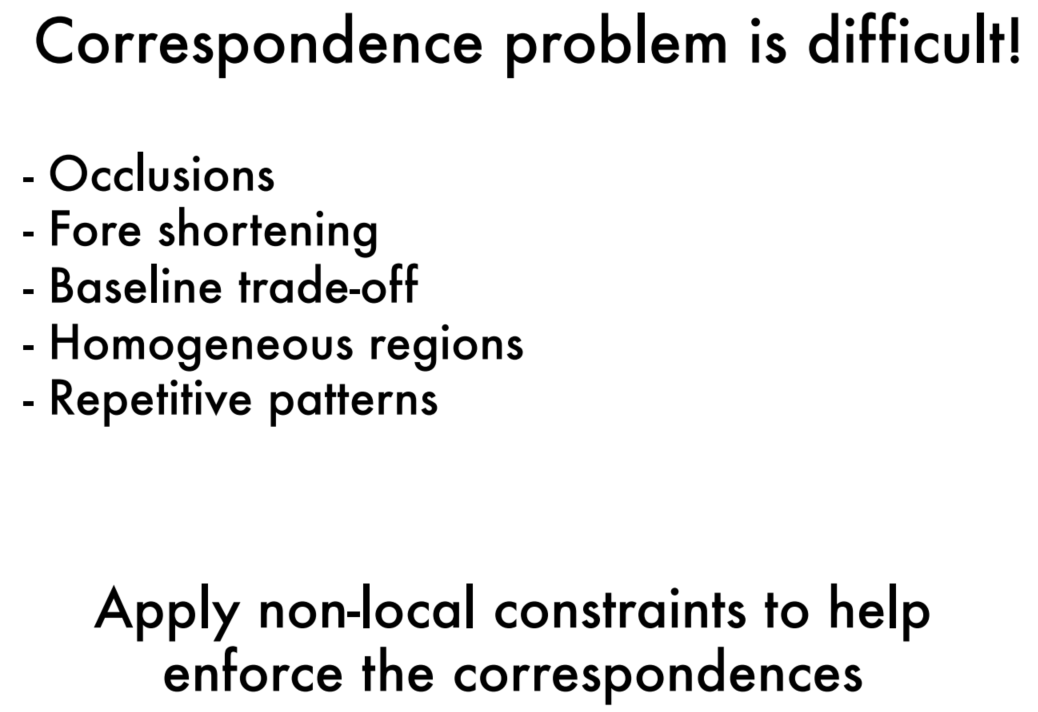 Correspondence problem is difficult!
- Occlusions
- Fore shortening
- Baseline trade-off
- Homogeneous regions
- Repetitive patterns
Apply non-local constraints to help
enforce the correspondences